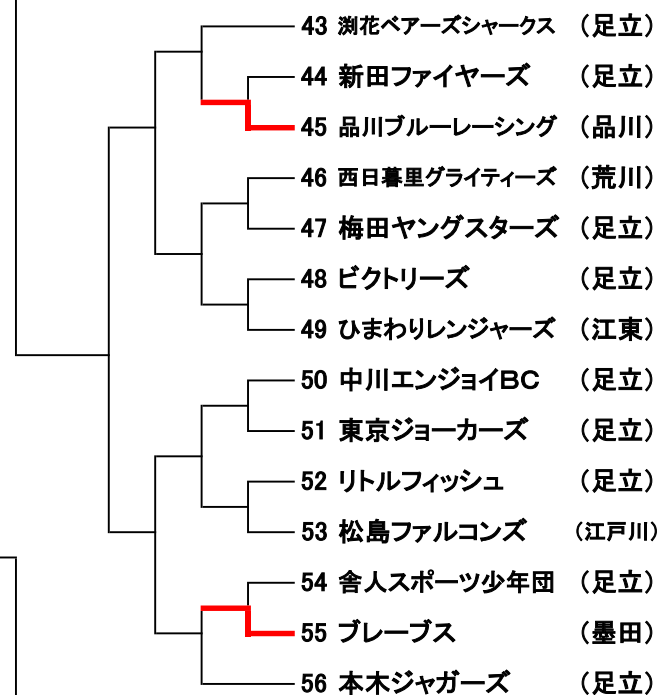 43 渕花ベアーズシャークス （足立）
44 新田ファイヤーズ （足立）
45 品川ブルーレーシング （品川）
46 西日暮里グライティーズ （荒川）
47 梅田ヤングスターズ （足立）
48 ビクトリーズ （足立）
49 ひまわりレンジャーズ （江東）
50 中川エンジョイBC （足立）
51 東京ジョーカーズ （足立）
52 リトルフィッシュ （足立）
53 松島ファルコンズ （江戸川）
54 舎人スポーツ少年団 （足立）
55 ブレーブス （墨田）
56 本木ジャガーズ （足立）